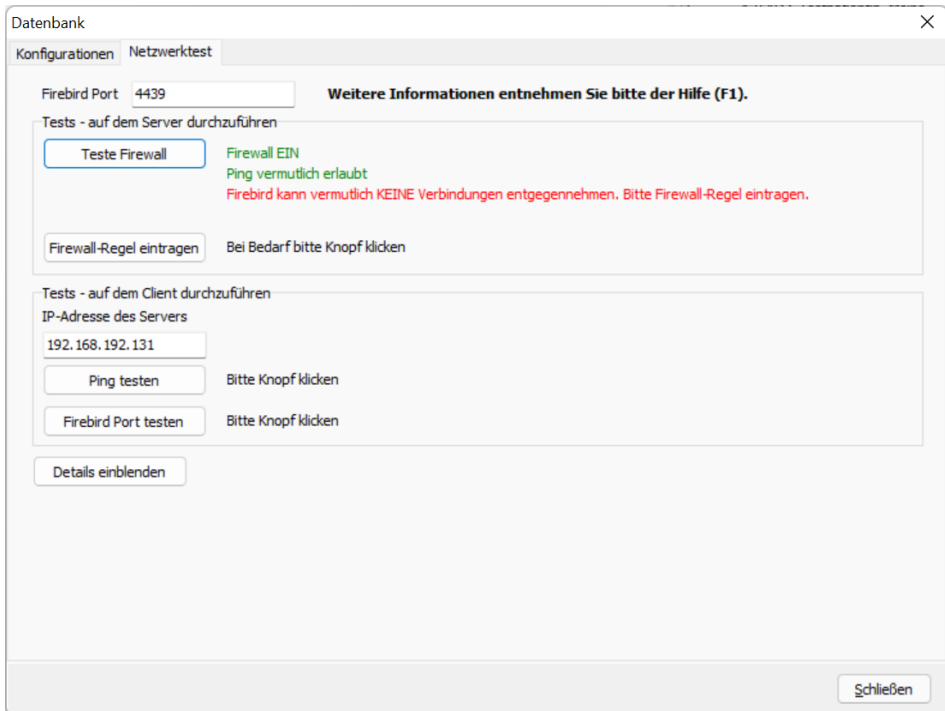 Datenbank
Konfigurationen Netzwerktest
Firebird Port 4439 Weitere Informationen entnehmen Sie bitte der Hilfe (F1).
Tests - auf dem Server durchzuführen
Teste Firewall Firewall EIN
Ping vermutlich erlaubt
Firebird kann vermutlich KEINE Verbindungen entgegennehmen. Bitte Firewall-Regel eintragen.
Firewall-Regel eintragen Bei Bedarf bitte Knopf klicken
Tests - auf dem Client durchzuführen
IP-Adresse des Servers
192.168.192.131
Ping testen Bitte Knopf klicken
Firebird Port testen Bitte Knopf klicken
Details einblenden
Schließen